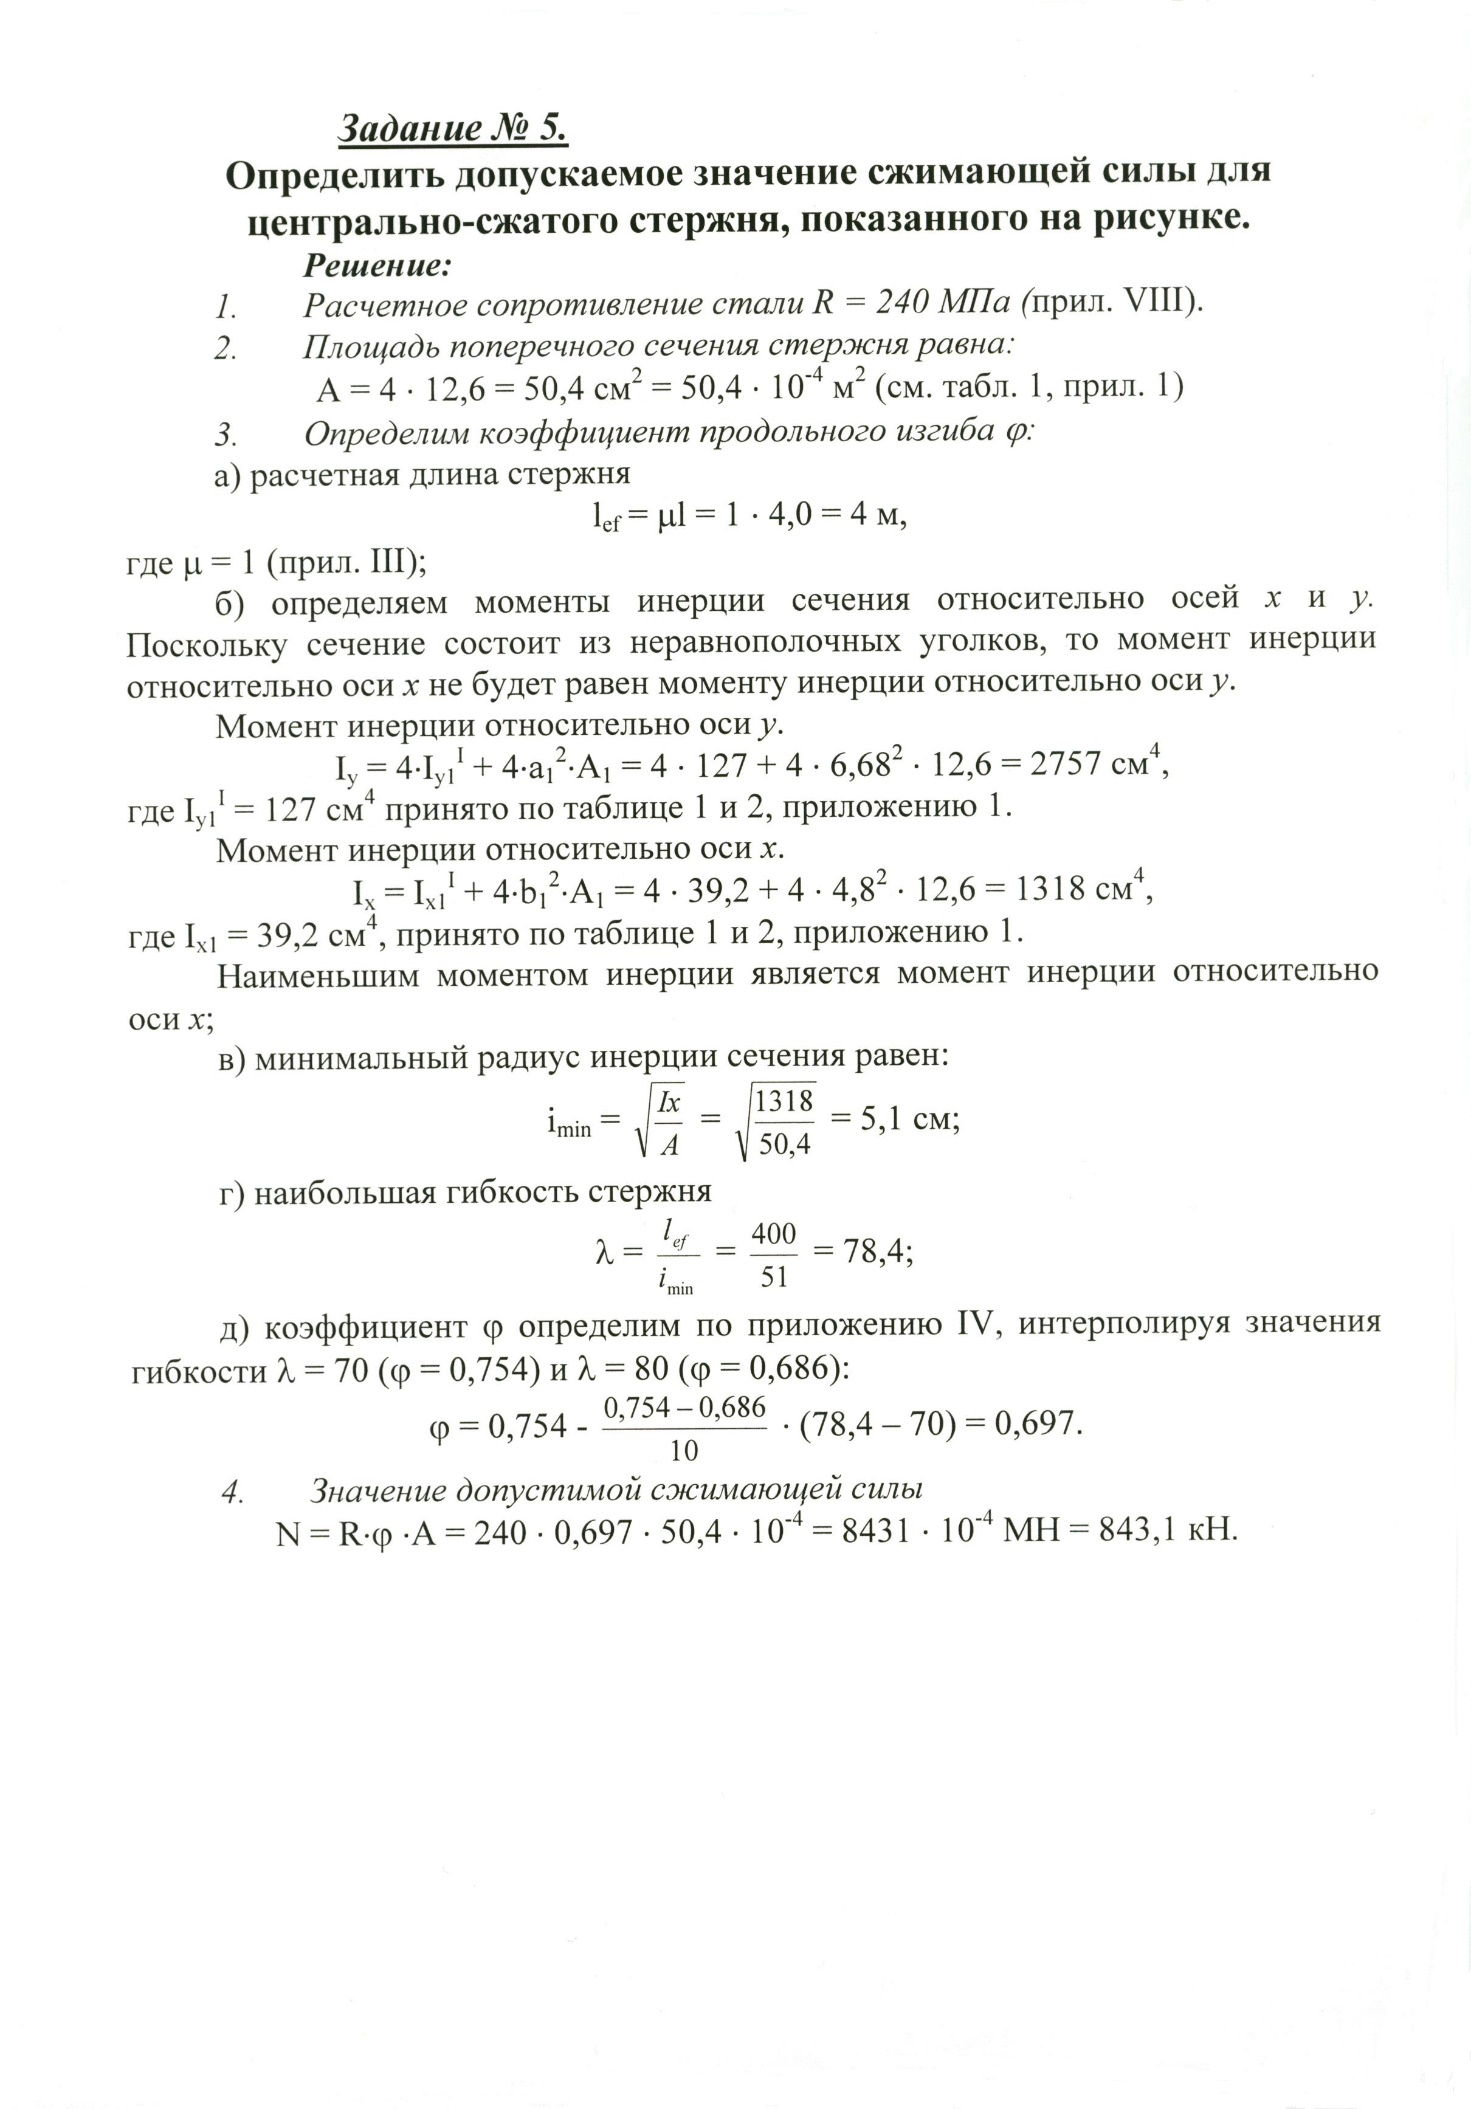 Задание № 5.
Определить допускаемое значение сжимающей силы для
центрально-сжатого стержня, показанного на рисунке.
Решение:
1. Расчетное сопротивление стали R = 240 МПа (прил. VIII).
2. Площадь поперечного сечения стержня равна:
A = 4 · 12,6 = 50,4 см² = 50,4 · 10⁻⁴ м² (см. табл. 1, прил. 1)
3. Определим коэффициент продольного изгиба φ:
а) расчетная длина стержня
l_ef = μl = 1 · 4,0 = 4 м,
где μ = 1 (прил. III);
б) определяем моменты инерции сечения относительно осей x и y.
Поскольку сечение состоит из неравнополочных уголков, то момент инерции
относительно оси x не будет равен моменту инерции относительно оси y.
Момент инерции относительно оси y.
I_y = 4·I_y1^I + 4·a₁²·A₁ = 4 · 127 + 4 · 6,68² · 12,6 = 2757 см⁴,
где I_y1^I = 127 см⁴ принято по таблице 1 и 2, приложению 1.
Момент инерции относительно оси x.
I_x = I_x1^I + 4·b₁²·A₁ = 4 · 39,2 + 4 · 4,8² · 12,6 = 1318 см⁴,
где I_x1 = 39,2 см⁴, принято по таблице 1 и 2, приложению 1.
Наименьшим моментом инерции является момент инерции относительно
оси x;
в) минимальный радиус инерции сечения равен:
i_min = √(Ix/A) = √(1318/50,4) = 5,1 см;
г) наибольшая гибкость стержня
λ = l_ef/i_min = 400/51 = 78,4;
д) коэффициент φ определим по приложению IV, интерполируя значения
гибкости λ = 70 (φ = 0,754) и λ = 80 (φ = 0,686):
φ = 0,754 - (0,754 – 0,686)/10 · (78,4 – 70) = 0,697.
4. Значение допустимой сжимающей силы
N = R·φ ·A = 240 · 0,697 · 50,4 · 10⁻⁴ = 8431 · 10⁻⁴ МН = 843,1 кН.